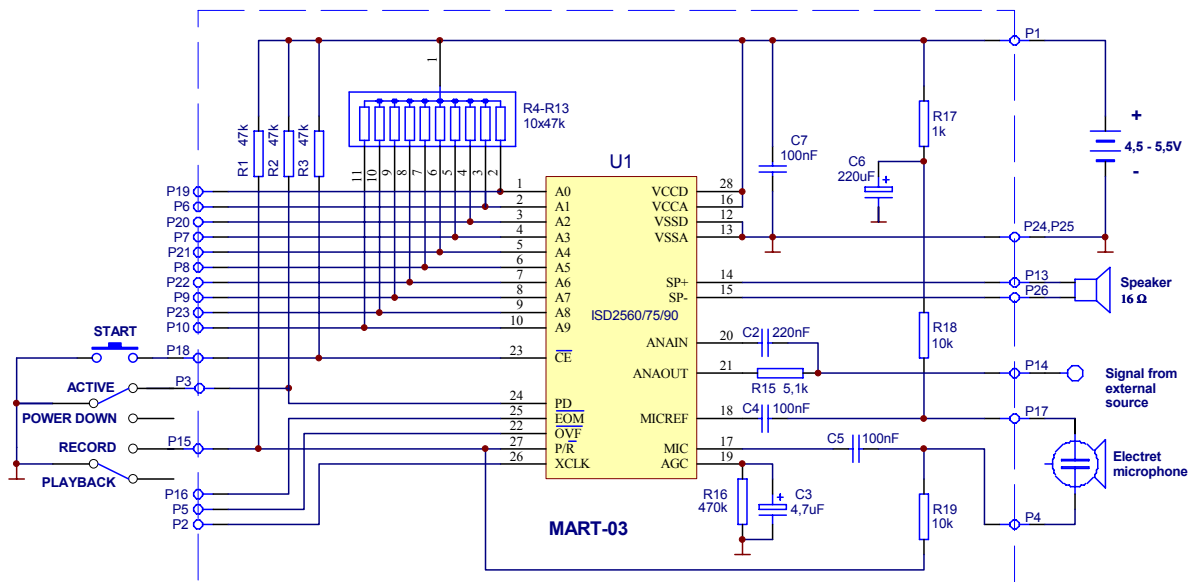 P1
1
R4-R13
10x47k
R1 47k
R2 47k
R3 47k
11
10
9
8
7
6
5
4
3
2
C7
100nF
R17
1k
C6
220uF
+
+
4,5 - 5,5V
-
U1
P19
1
A0
VCCD
28
P6
2
A1
VCCA
16
P20
3
A2
VSSD
12
P7
4
A3
VSSA
13
P24,P25
P21
5
A4
P8
6
A5
P22
7
A6
SP+
14
P13
P9
8
A7
SP-
15
P26
Speaker
16 Ω
P23
9
A8
ISD2560/75/90
P10
10
A9
R18
10k
START
P18
23
CE
ANAIN
20
C2
220nF
ACTIVE
P3
ANAOUT
21
R15 5,1k
P14
Signal from
external
source
POWER DOWN
24
PD
25
EOM
MICREF
18
C4
100nF
P17
22
OVF
RECORD
P15
27
P/R
MIC
17
C5
100nF
26
XCLK
AGC
19
Electret
microphone
PLAYBACK
P16
P5
P2
R16
470k
+
C3
4,7uF
R19
10k
P4
MART-03